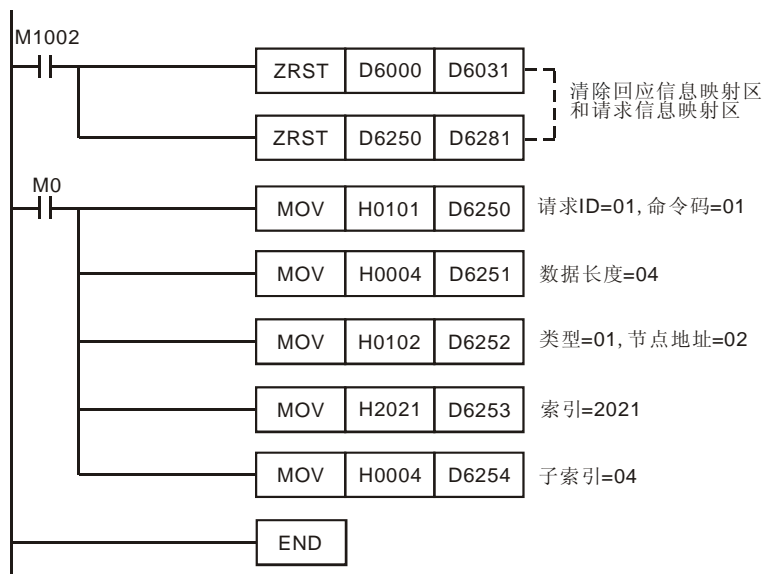 M1002
ZRST D6000 D6031
清除回应信息映射区
和请求信息映射区
ZRST D6250 D6281
M0
MOV H0101 D6250 请求ID=01,命令码=01
MOV H0004 D6251 数据长度=04
MOV H0102 D6252 类型=01,节点地址=02
MOV H2021 D6253 索引=2021
MOV H0004 D6254 子索引=04
END